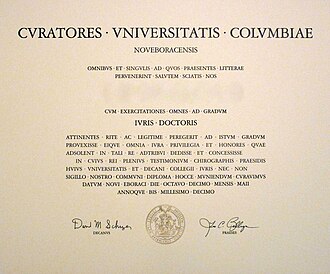 CVRATORES · VNIVERSITATIS · COLVMBIAE
NOVEBORACENSIS
OMNIBVS · ET · SINGVLIS · AD · QVOS · PRAESENTES · LITTERAE
PERVENERINT · SALVTEM · SCIATIS · NOS
CVM · EXERCITATIONES · OMNES · AD · GRADVM
IVRIS · DOCTORIS
ATTINENTES · RITE · AC · LEGITIME · PEREGERIT · AD · ISTVM · GRADVM
PROVEXISSE · EIQVE · OMNIA · IVRA · PRIVILEGIA · ET · HONORES · QVAE
ADSOLENT · IN · TALI · RE · ADTRIBVI · DEDISSE · ET · CONCESSISSE
IN · CVIVS · REI · PLENIVS · TESTIMONIVM · CHIROGRAPHIS · PRAESIDIS
HVIVS · VNIVERSITATIS · ET · DECANI · COLLEGII · IVRIS · NEC · NON
SIGILLO · NOSTRO · COMMVNI · DIPLOMA · HOCCE · MVNIENDVM · CVRAVIMVS
DATVM · NOVI · EBORACI · DIE · OCTAVO · DECIMO · MENSIS · MAII
ANNOQVE · BIS · MILLESIMO · DECIMO
David M. Schizer
DECANVS
PRAESES